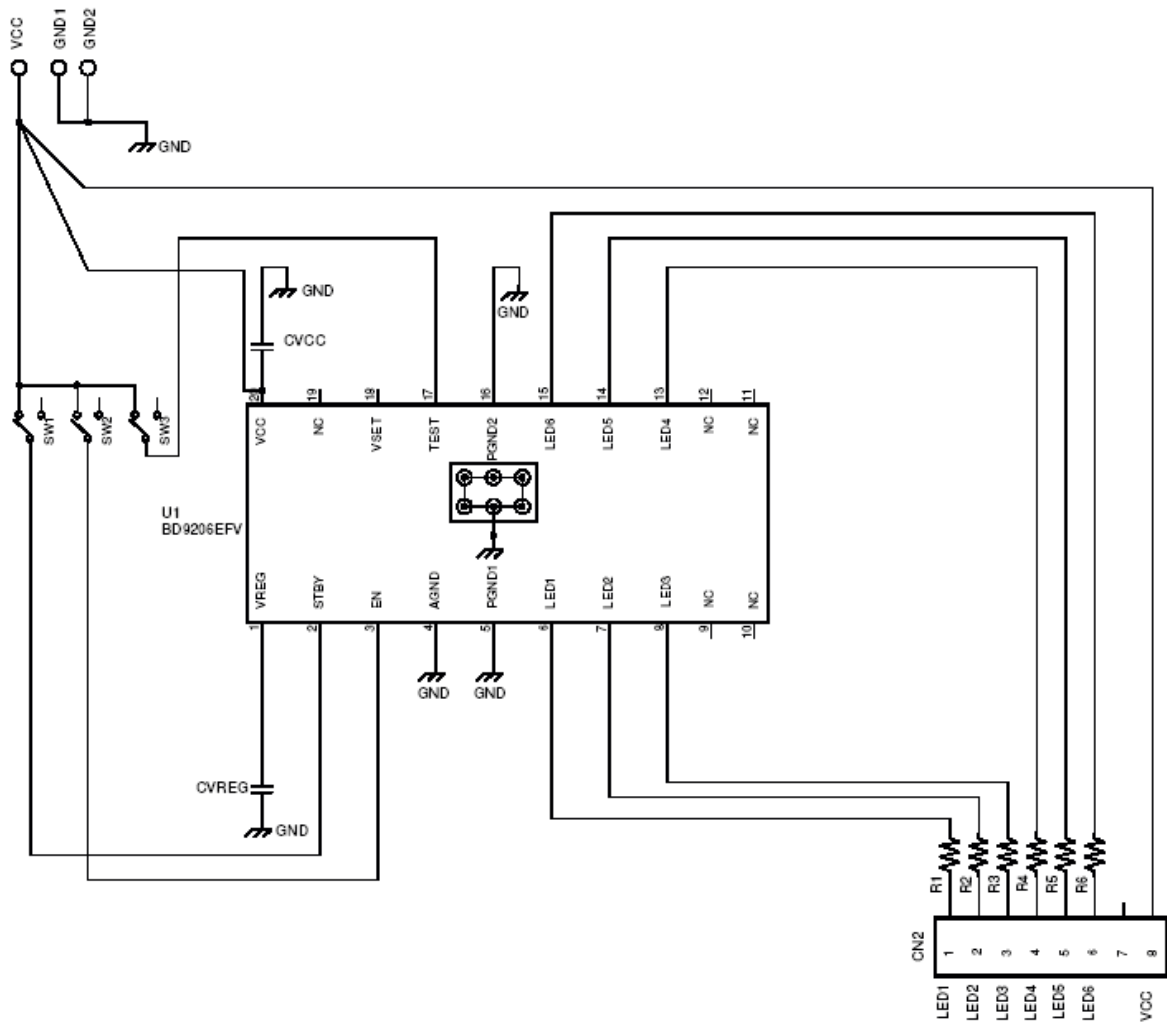 VCC
GND1
GND2
GND
GND
GND
CVCC
SW1
SW2
SW3
20
19
18
17
16
15
14
13
12
11
VCC
NC
VSET
TEST
PGND2
LED6
LED5
LED4
NC
NC
U1
BD9206EFV
VREG
STBY
EN
AGND
PGND1
LED1
LED2
LED3
NC
NC
1
2
3
4
5
6
7
8
9
10
GND
GND
CVREG
GND
R1
R2
R3
R4
R5
R6
CN2
1
2
3
4
5
6
7
8
LED1
LED2
LED3
LED4
LED5
LED6
VCC